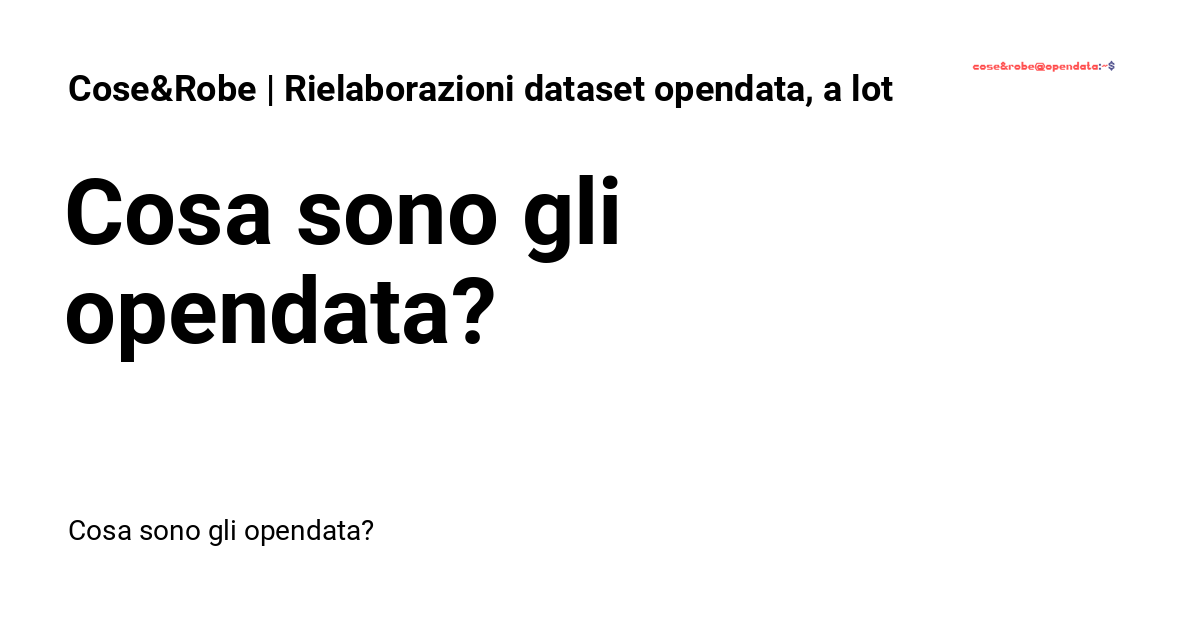 Cose&Robe | Rielaborazioni dataset opendata, a lot
cose&robe@opendata:~$
Cosa sono gli
opendata?
Cosa sono gli opendata?